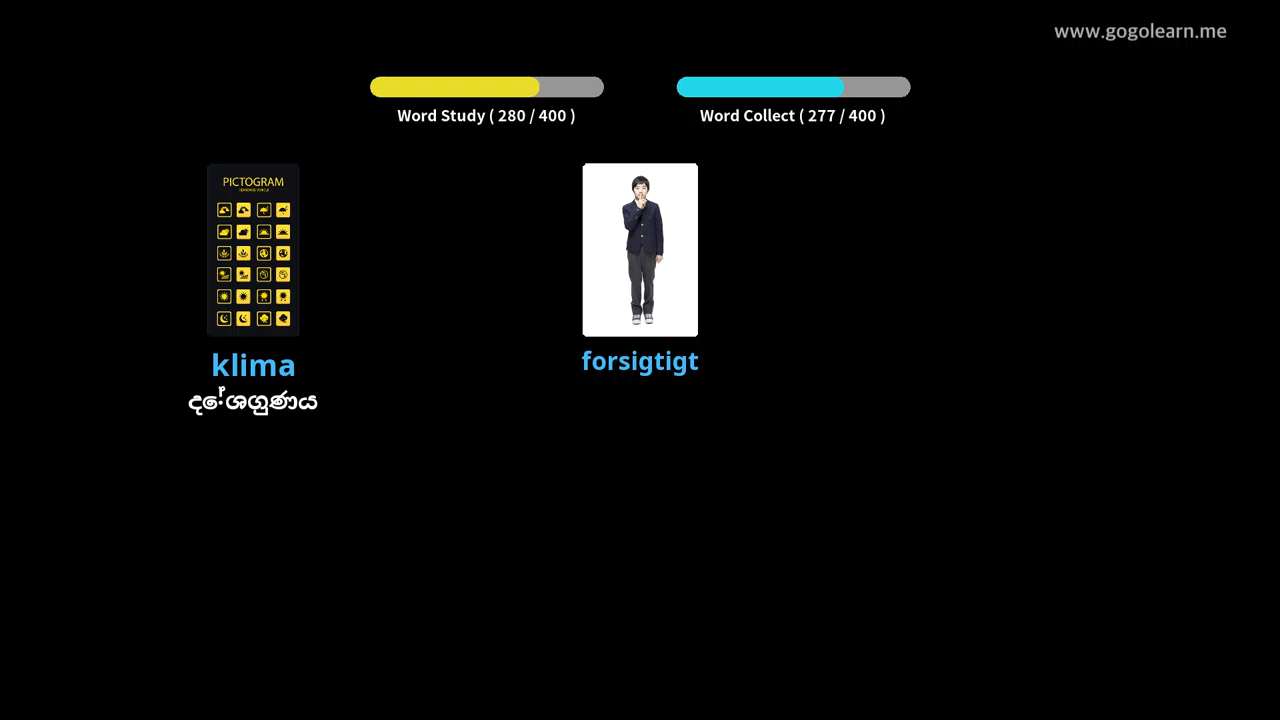 www.gogolearn.me
Word Study ( 280 / 400 )
Word Collect ( 277 / 400 )
PICTOGRAM
klima
forsigtigt
දේශගුණය